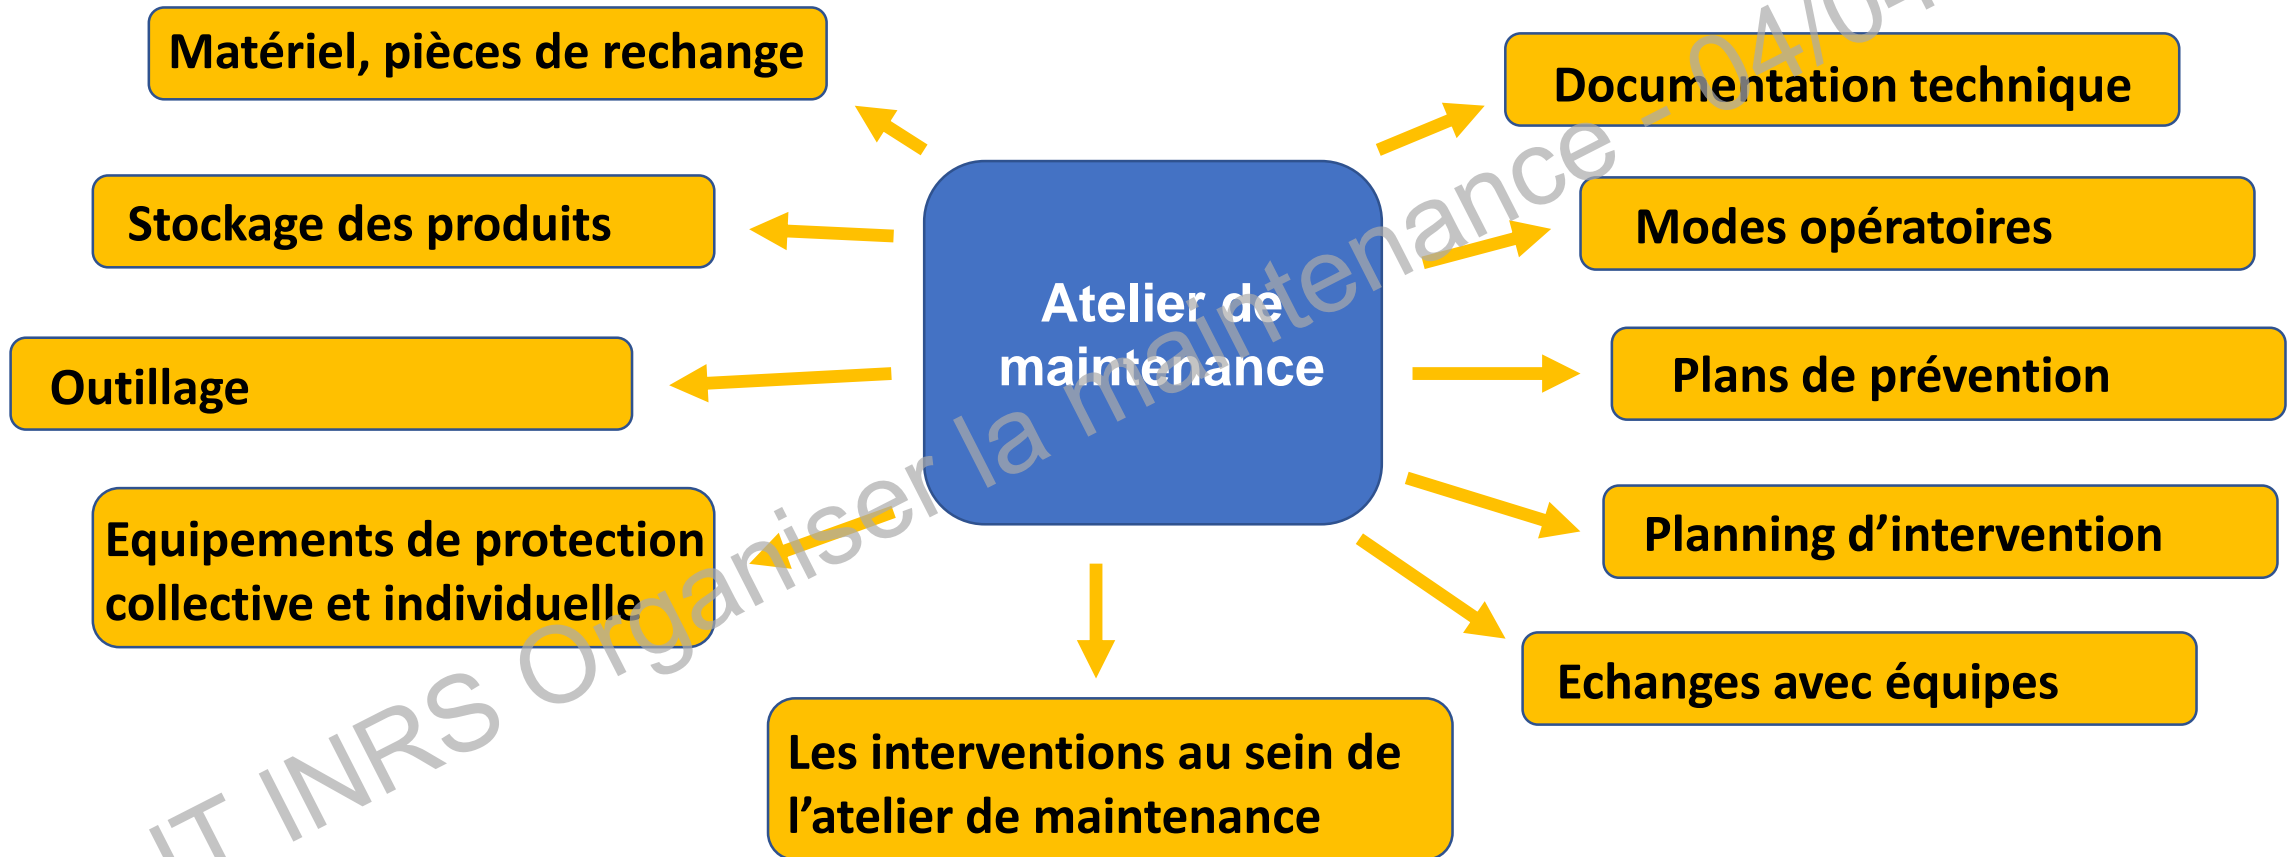 Matériel, pièces de rechange
Stockage des produits
Outillage
Equipements de protection
collective et individuelle
Atelier de
maintenance
Les interventions au sein de
l’atelier de maintenance
Documentation technique
Modes opératoires
Plans de prévention
Planning d’intervention
Echanges avec équipes
INRS Organiser la maintenance - 04/04